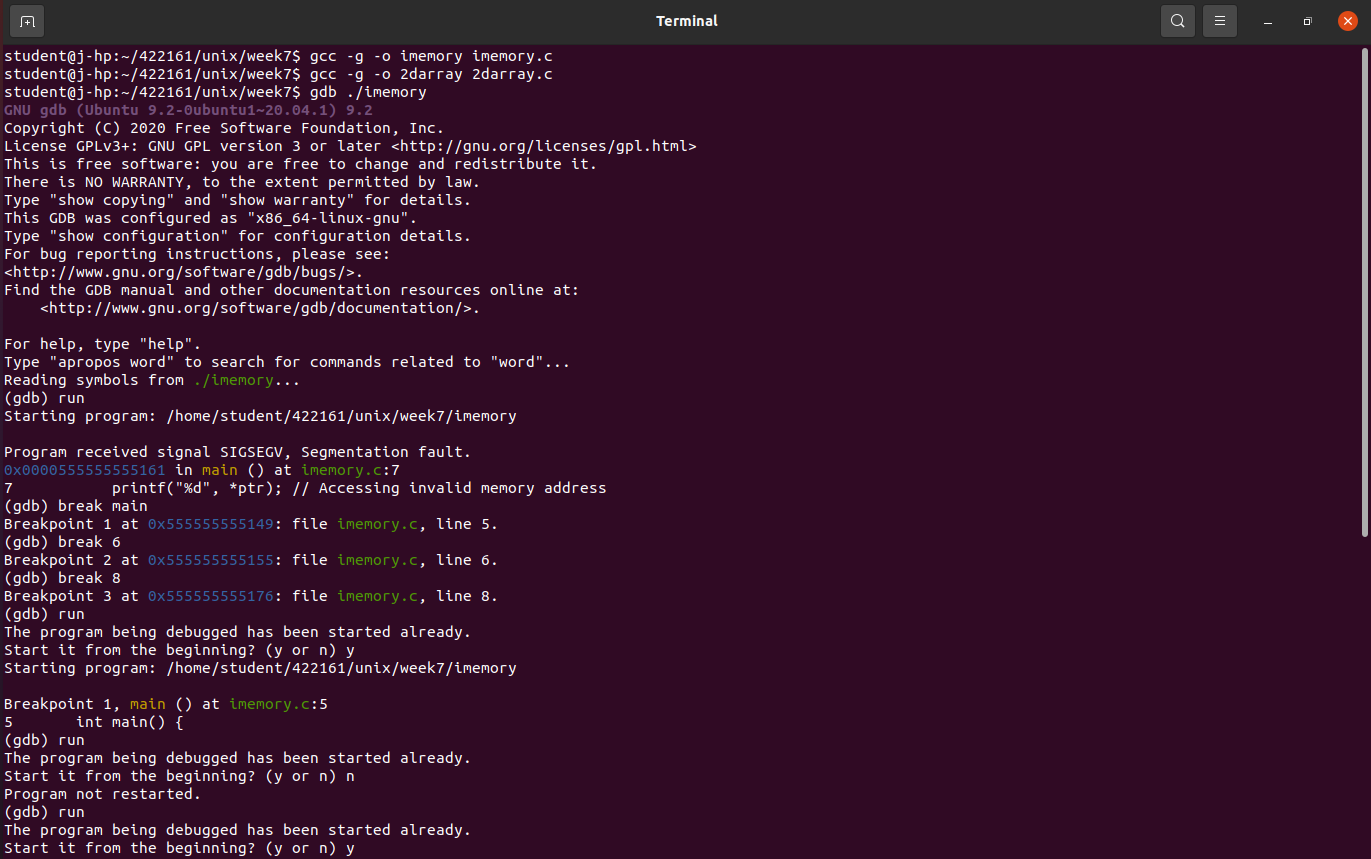 Terminal
student@j-hp:~/422161/unix/week7$ gcc -g -o imemory imemory.c
student@j-hp:~/422161/unix/week7$ gcc -g -o 2darray 2darray.c
student@j-hp:~/422161/unix/week7$ gdb ./imemory
GNU gdb (Ubuntu 9.2-0ubuntu1~20.04.1) 9.2
Copyright (C) 2020 Free Software Foundation, Inc.
License GPLv3+: GNU GPL version 3 or later <http://gnu.org/licenses/gpl.html>
This is free software: you are free to change and redistribute it.
There is NO WARRANTY, to the extent permitted by law.
Type "show copying" and "show warranty" for details.
This GDB was configured as "x86_64-linux-gnu".
Type "show configuration" for configuration details.
For bug reporting instructions, please see:
<http://www.gnu.org/software/gdb/bugs/>.
Find the GDB manual and other documentation resources online at:
    <http://www.gnu.org/software/gdb/documentation/>.

For help, type "help".
Type "apropos word" to search for commands related to "word"...
Reading symbols from ./imemory...
(gdb) run
Starting program: /home/student/422161/unix/week7/imemory

Program received signal SIGSEGV, Segmentation fault.
0x0000555555555161 in main () at imemory.c:7
7           printf("%d", *ptr); // Accessing invalid memory address
(gdb) break main
Breakpoint 1 at 0x555555555149: file imemory.c, line 5.
(gdb) break 6
Breakpoint 2 at 0x555555555155: file imemory.c, line 6.
(gdb) break 8
Breakpoint 3 at 0x555555555176: file imemory.c, line 8.
(gdb) run
The program being debugged has been started already.
Start it from the beginning? (y or n) y
Starting program: /home/student/422161/unix/week7/imemory

Breakpoint 1, main () at imemory.c:5
5       int main() {
(gdb) run
The program being debugged has been started already.
Start it from the beginning? (y or n) n
Program not restarted.
(gdb) run
The program being debugged has been started already.
Start it from the beginning? (y or n) y